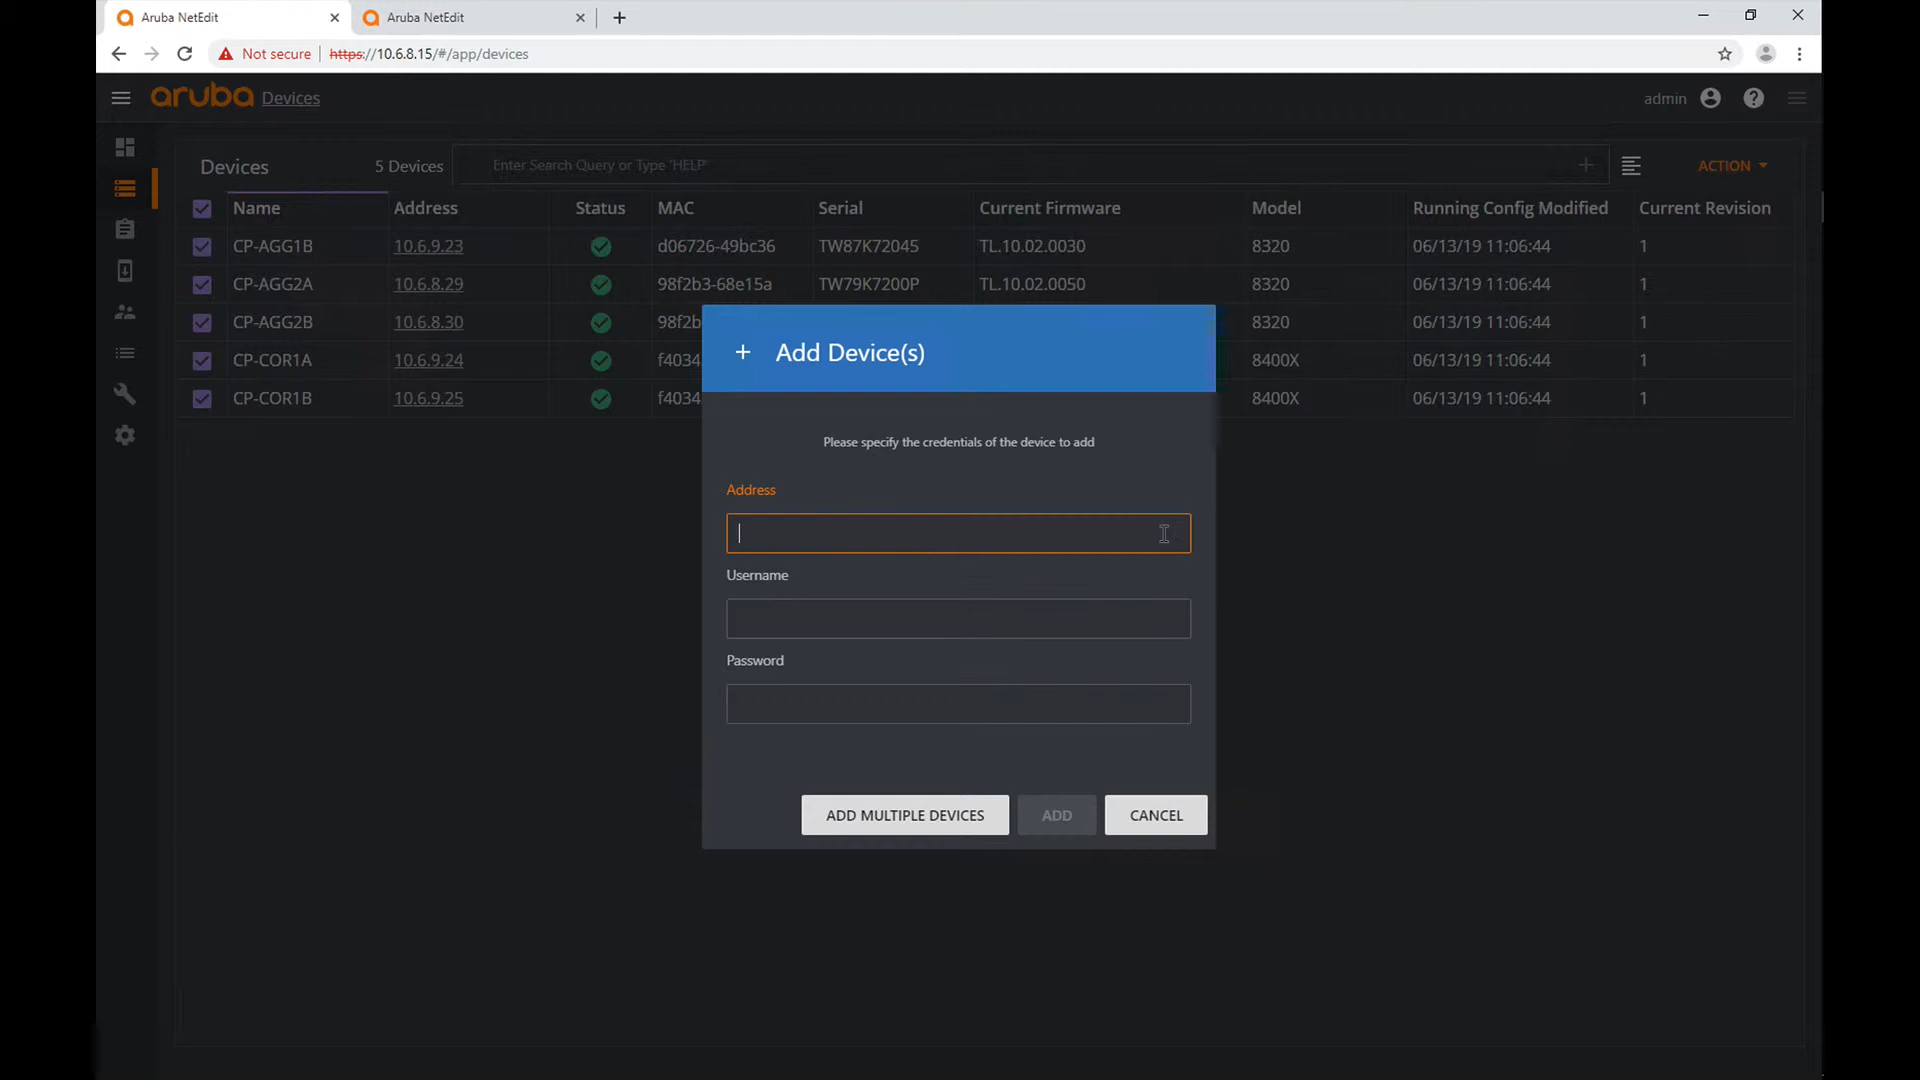 Aruba NetEdit
Aruba NetEdit
Not secure https://10.6.8.15/#/app/devices
aruba Devices admin
Devices 5 Devices Enter Search Query or Type 'HELP' ACTION
Name Address Status MAC Serial Current Firmware Model Running Config Modified Current Revision
CP-AGG1B 10.6.9.23 d06726-49bc36 TW87K72045 TL.10.02.0030 8320 06/13/19 11:06:44 1
CP-AGG2A 10.6.8.29 98f2b3-68e15a TW79K7200P TL.10.02.0050 8320 06/13/19 11:06:44 1
CP-AGG2B 10.6.8.30 98f2b 8320 06/13/19 11:06:44 1
CP-COR1A 10.6.9.24 f4034 8400X 06/13/19 11:06:44 1
CP-COR1B 10.6.9.25 f4034 8400X 06/13/19 11:06:44 1
+ Add Device(s)
Please specify the credentials of the device to add
Address
Username
Password
ADD MULTIPLE DEVICES ADD CANCEL